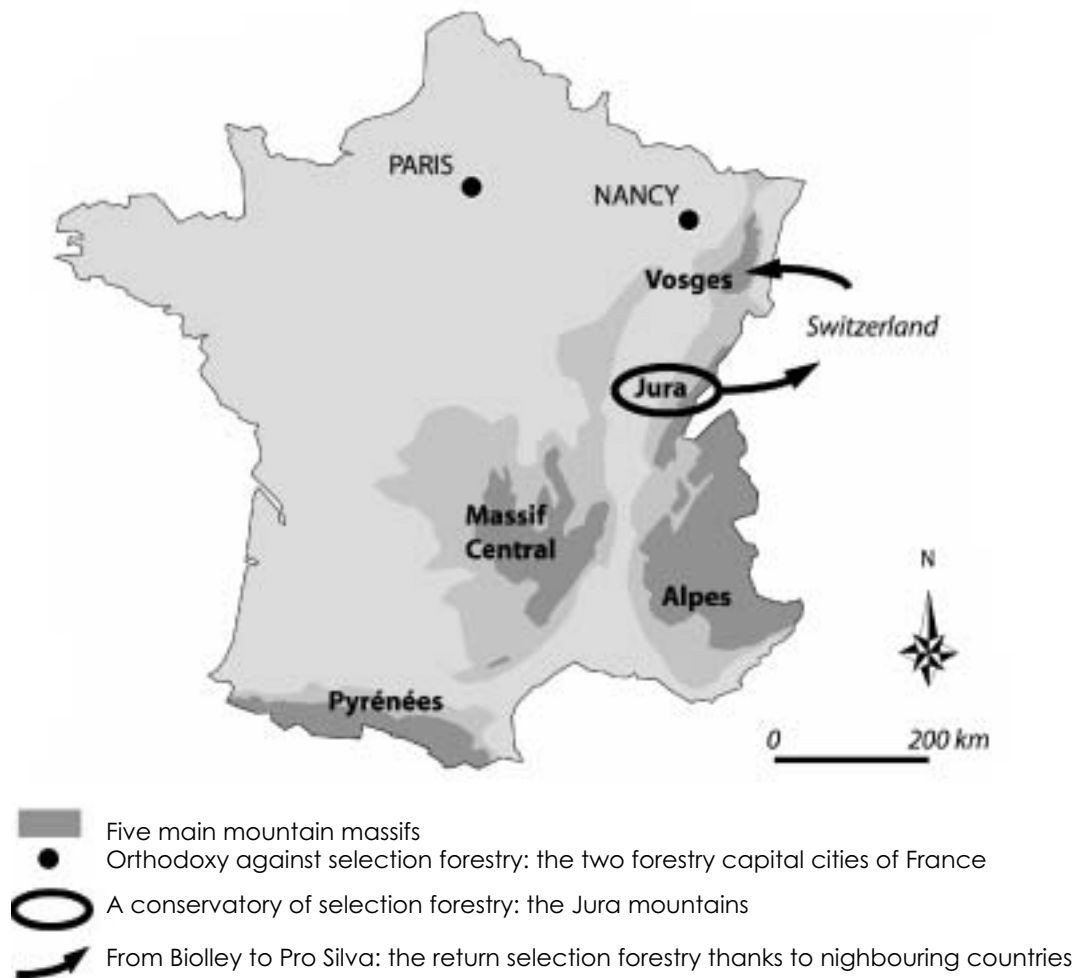 PARIS
NANCY
Vosges
Switzerland
Jura
Massif
Central
Alpes
N
Pyrénées
0 200 km
Five main mountain massifs
Orthodoxy against selection forestry: the two forestry capital cities of France
A conservatory of selection forestry: the Jura mountains
From Biolley to Pro Silva: the return selection forestry thanks to neighbouring countries